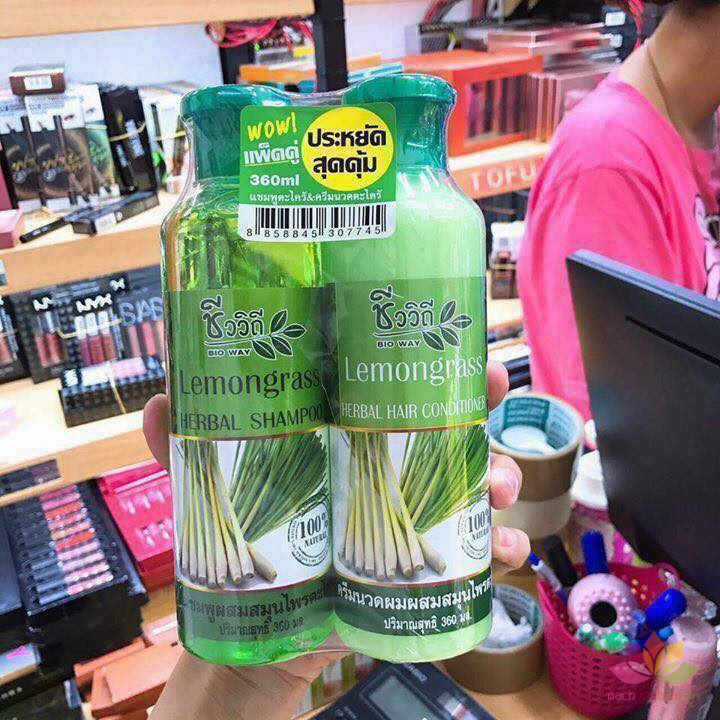 WOW!
แพ็คคู่
360ml
ประหยัด
สุดคุ้ม
แชมพูตะไคร้&ครีมนวดตะไคร้
8 858845 307745
ชีววิถี
BIO WAY
Lemongrass
HERBAL SHAMPOO
100%
NATURAL
ปริมาณสุทธิ 360 มล.
ชีววิถี
BIO WAY
Lemongrass
HERBAL HAIR CONDITIONER
100%
NATURAL
ครีมนวดผมผสมสมุนไพรตะไ
ปริมาณสุทธิ 360 มล.
NYX
NYX
TOFU